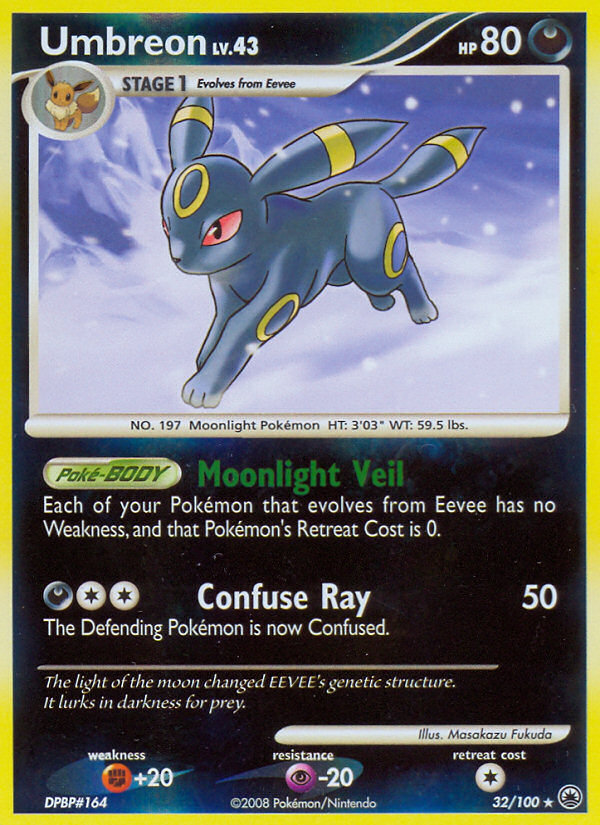 Umbreon LV.43 HP 80
STAGE 1 Evolves from Eevee
NO. 197 Moonlight Pokémon HT: 3'03" WT: 59.5 lbs.
Poké-BODY Moonlight Veil
Each of your Pokémon that evolves from Eevee has no
Weakness, and that Pokémon's Retreat Cost is 0.
Confuse Ray 50
The Defending Pokémon is now Confused.
The light of the moon changed EEVEE's genetic structure.
It lurks in darkness for prey.
Illus. Masakazu Fukuda
weakness resistance retreat cost
+20 -20
DPBP#164 ©2008 Pokémon/Nintendo 32/100 ★